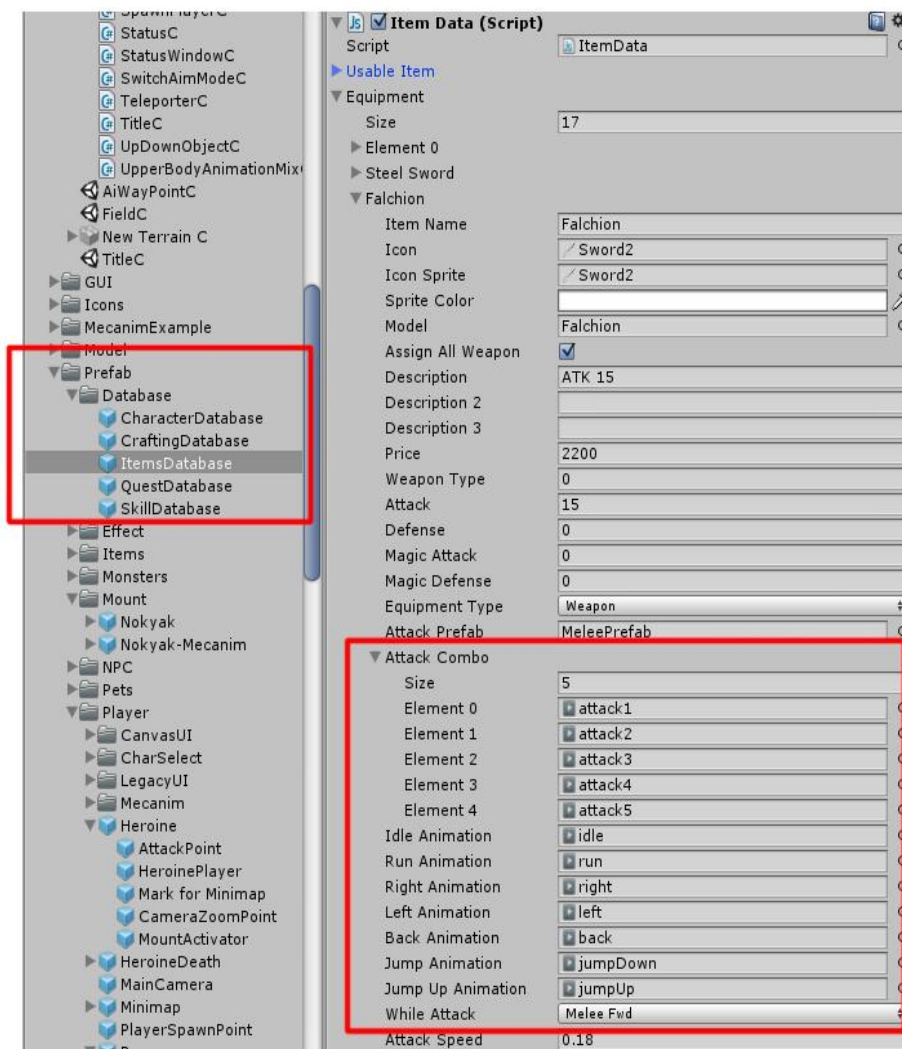 SpawnPlayerC
StatusC
StatusWindowC
SwitchAimModeC
TeleporterC
TitleC
UpDownObjectC
UpperBodyAnimationMix
AiWayPointC
FieldC
New Terrain C
TitleC
GUI
Icons
MecanimExample
Model
Prefab
Database
CharacterDatabase
CraftingDatabase
ItemsDatabase
QuestDatabase
SkillDatabase
Effect
Items
Monsters
Mount
Nokyak
Nokyak-Mecanim
NPC
Pets
Player
CanvasUI
CharSelect
LegacyUI
Mecanim
Heroine
AttackPoint
HeroinePlayer
Mark for Minimap
CameraZoomPoint
MountActivator
HeroineDeath
MainCamera
Minimap
PlayerSpawnPoint
Js Item Data (Script)
Script ItemData
Usable Item
Equipment
Size 17
Element 0
Steel Sword
Falchion
Item Name Falchion
Icon Sword2
Icon Sprite Sword2
Sprite Color
Model Falchion
Assign All Weapon
Description ATK 15
Description 2
Description 3
Price 2200
Weapon Type 0
Attack 15
Defense 0
Magic Attack 0
Magic Defense 0
Equipment Type Weapon
Attack Prefab MeleePrefab
Attack Combo
Size 5
Element 0 attack1
Element 1 attack2
Element 2 attack3
Element 3 attack4
Element 4 attack5
Idle Animation idle
Run Animation run
Right Animation right
Left Animation left
Back Animation back
Jump Animation jumpDown
Jump Up Animation jumpUp
While Attack Melee Fwd
Attack Speed 0.18